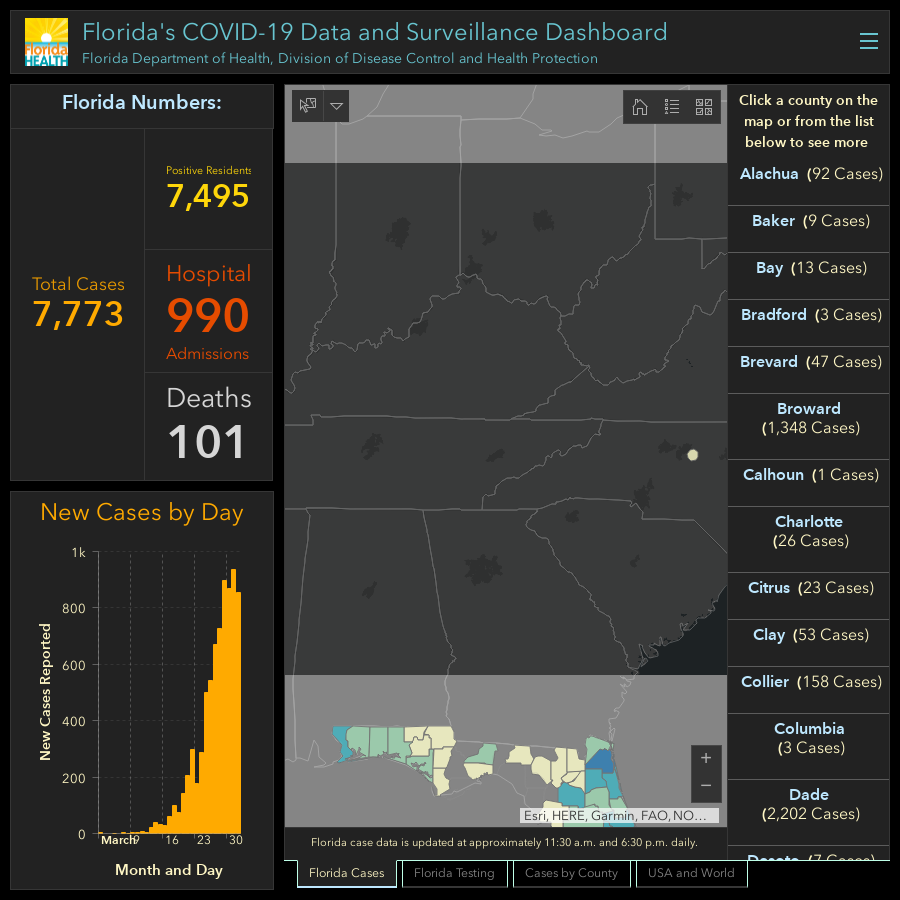 Florida HEALTH
Florida's COVID-19 Data and Surveillance Dashboard
Florida Department of Health, Division of Disease Control and Health Protection
Florida Numbers:
Total Cases
7,773
Positive Residents
7,495
Hospital
990
Admissions
Deaths
101
New Cases by Day
1k
800
600
400
200
0
New Cases Reported
March
9
16
23
30
Month and Day
Esri, HERE, Garmin, FAO, NO…
Florida case data is updated at approximately 11:30 a.m. and 6:30 p.m. daily.
Florida Cases
Florida Testing
Cases by County
USA and World
Click a county on the
map or from the list
below to see more
Alachua (92 Cases)
Baker (9 Cases)
Bay (13 Cases)
Bradford (3 Cases)
Brevard (47 Cases)
Broward
(1,348 Cases)
Calhoun (1 Cases)
Charlotte
(26 Cases)
Citrus (23 Cases)
Clay (53 Cases)
Collier (158 Cases)
Columbia
(3 Cases)
Dade
(2,202 Cases)
Desoto (7 Cases)